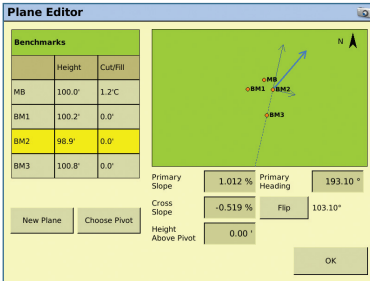 Plane Editor
Benchmarks
Height Cut/Fill
MB 100.0' 1.2'C
BM1 100.2' 0.0'
BM2 98.9' 0.0'
BM3 100.8' 0.0'
New Plane Choose Pivot
N
MB
BM1 BM2
BM3
Primary Slope 1.012 % Primary Heading 193.10 °
Cross Slope -0.519 % Flip 103.10°
Height Above Pivot 0.00 '
OK